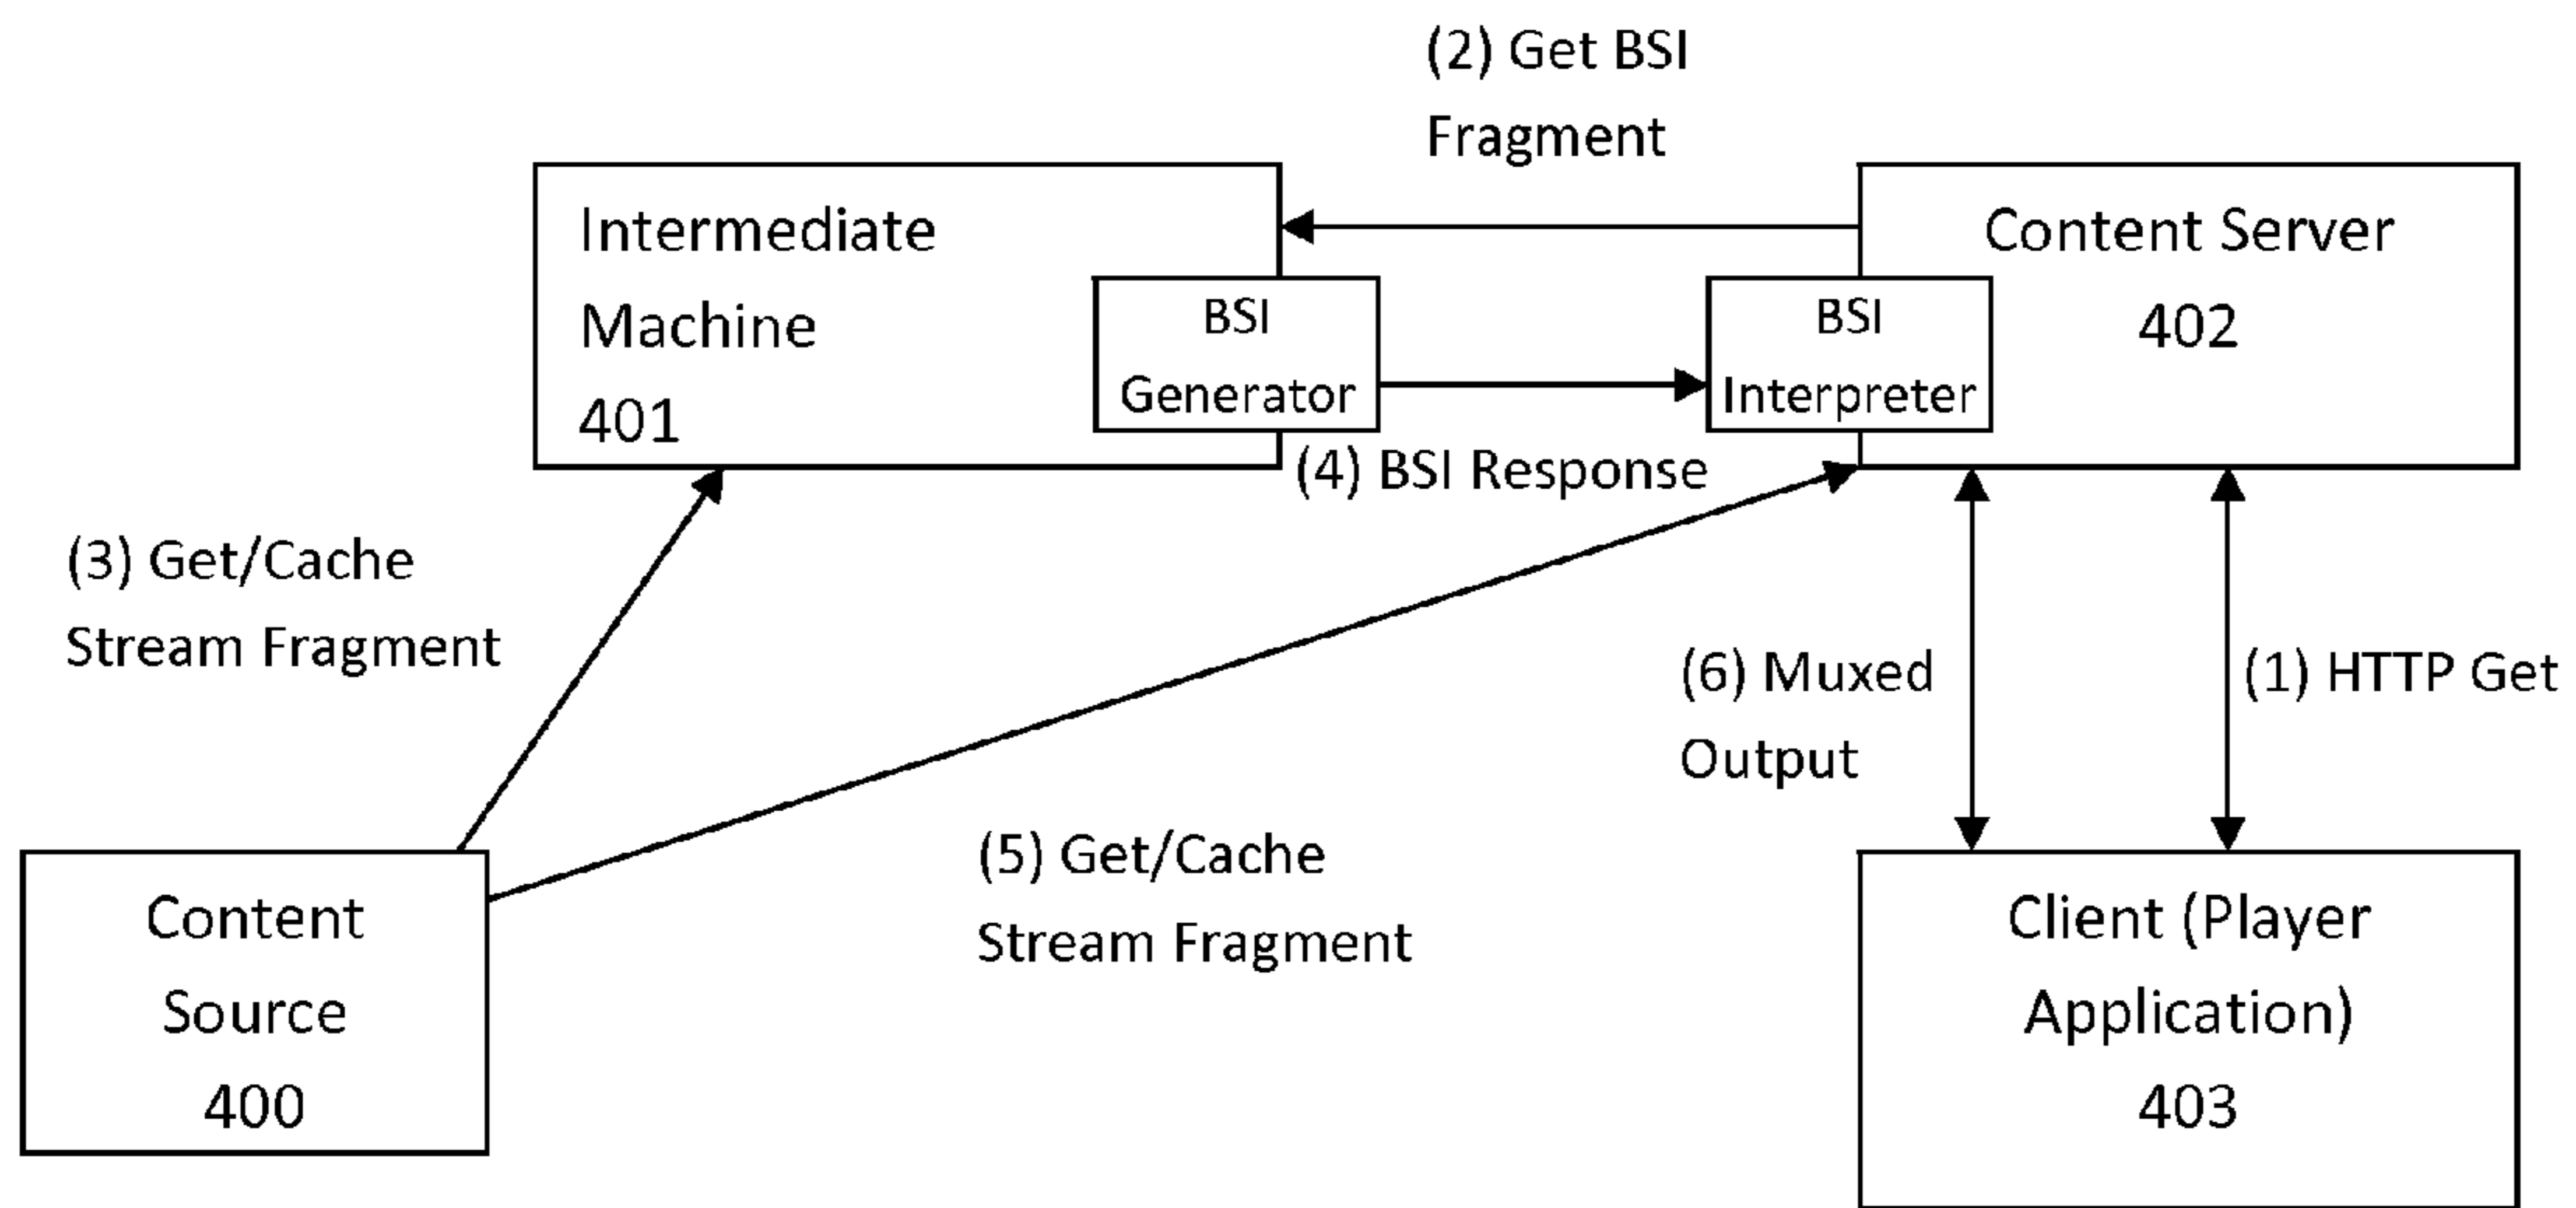 (2) Get BSI
Fragment
Intermediate
Machine
401
BSI
Generator
BSI
Interpreter
Content Server
402
(4) BSI Response
(3) Get/Cache
Stream Fragment
(5) Get/Cache
Stream Fragment
(6) Muxed
Output
(1) HTTP Get
Content
Source
400
Client (Player
Application)
403